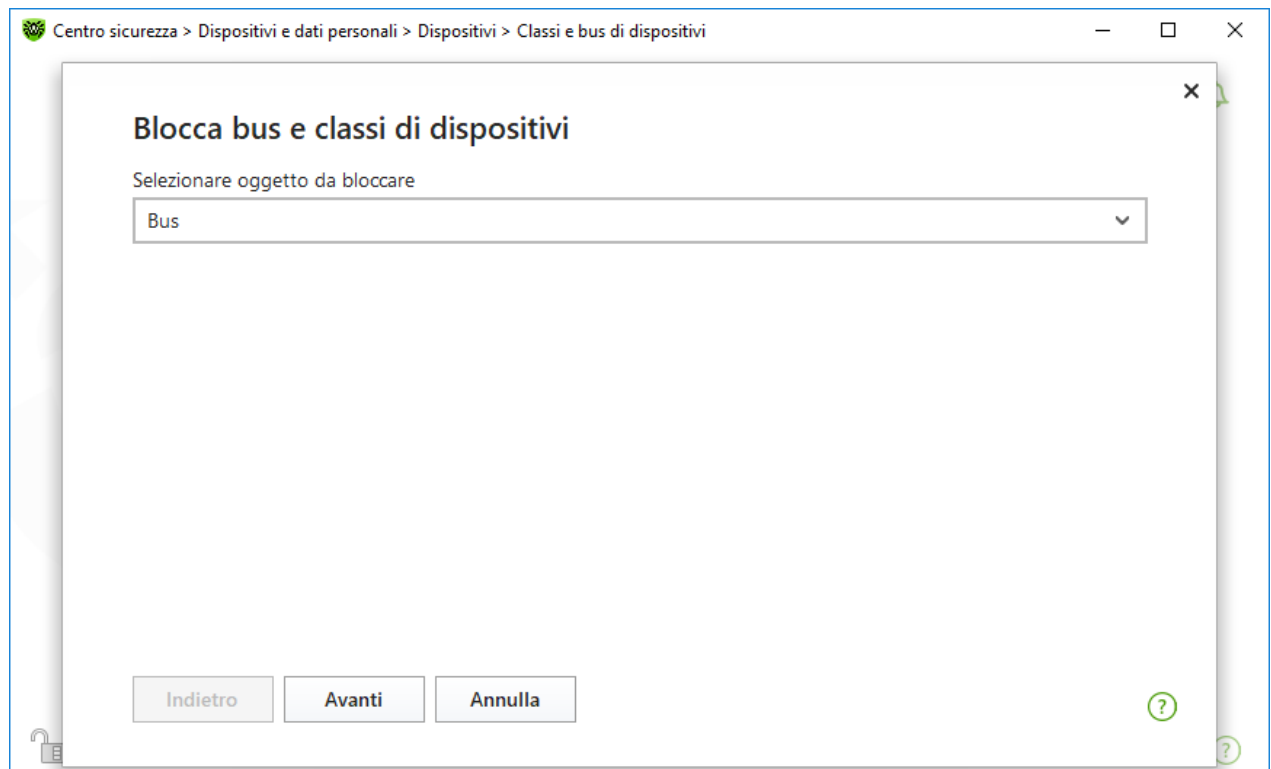 Centro sicurezza > Dispositivi e dati personali > Dispositivi > Classi e bus di dispositivi
Blocca bus e classi di dispositivi
Selezionare oggetto da bloccare
Bus
Indietro
Avanti
Annulla
?
?